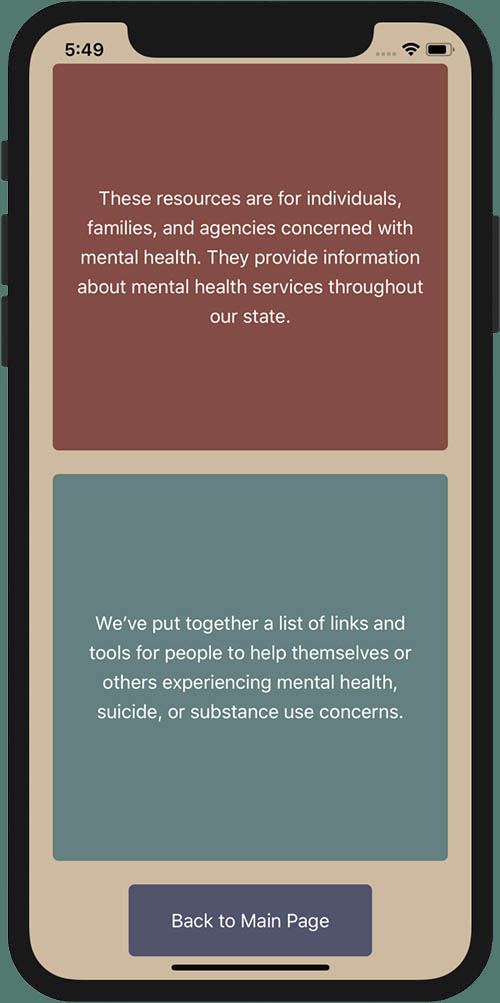 5:49
These resources are for individuals,
families, and agencies concerned with
mental health. They provide information
about mental health services throughout
our state.
We’ve put together a list of links and
tools for people to help themselves or
others experiencing mental health,
suicide, or substance use concerns.
Back to Main Page